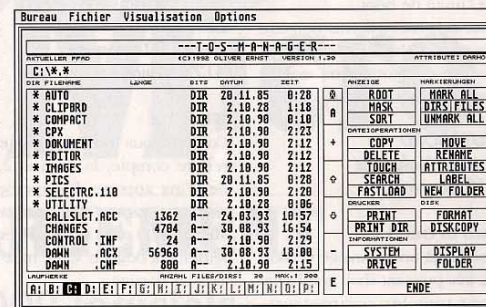 Bureau Fichier Visualisation Options
---T-O-S--M-A-N-A-G-E-R---
AKTUELLER PFAD (C)1992 OLIVER ERNST VERSION 1.30 ATTRIBUTE: DARHO
C:\*.*
DIR FILENAME LÄNGE BITS DATUM ZEIT
* AUTO DIR 20.11.85 0:28
* CLIPBRD DIR 2.10.28 1:18
* COMPACT DIR 2.10.90 0:10
* CPX DIR 2.10.90 2:23
* DOKUMENT DIR 2.10.90 2:12
* EDITOR DIR 2.10.90 2:12
* IMAGES DIR 2.10.90 2:12
* PICS DIR 20.11.85 0:28
* SELECTRC.110 DIR 2.10.90 2:20
* UTILITY DIR 2.10.28 0:06
CALLSLCT.ACC 1362 A-- 24.03.93 10:57
CHANGES . 4704 A-- 30.08.93 16:54
CONTROL .INF 24 A-- 2.10.90 2:29
DAWN .ACX 56968 A-- 30.08.93 18:00
DAWN .CNF 800 A-- 2.10.90 2:15
LAUFWERKE ANZAHL FILES/DIRS: 30 MAX.: 300
A: B: C: D: E: F: G: H: I: J: K: L: M: N: O: P:
A
E
ANZEIGE MARKIERUNGEN
ROOT MARK ALL
MASK DIRS FILES
SORT UNMARK ALL
DATEIOPERATIONEN
COPY MOVE
DELETE RENAME
TOUCH ATTRIBUTES
SEARCH LABEL
FASTLOAD NEW FOLDER
DRUCKER DISK
PRINT FORMAT
PRINT DIR DISKCOPY
INFORMATIONEN
SYSTEM DISPLAY
DRIVE FOLDER
ENDE